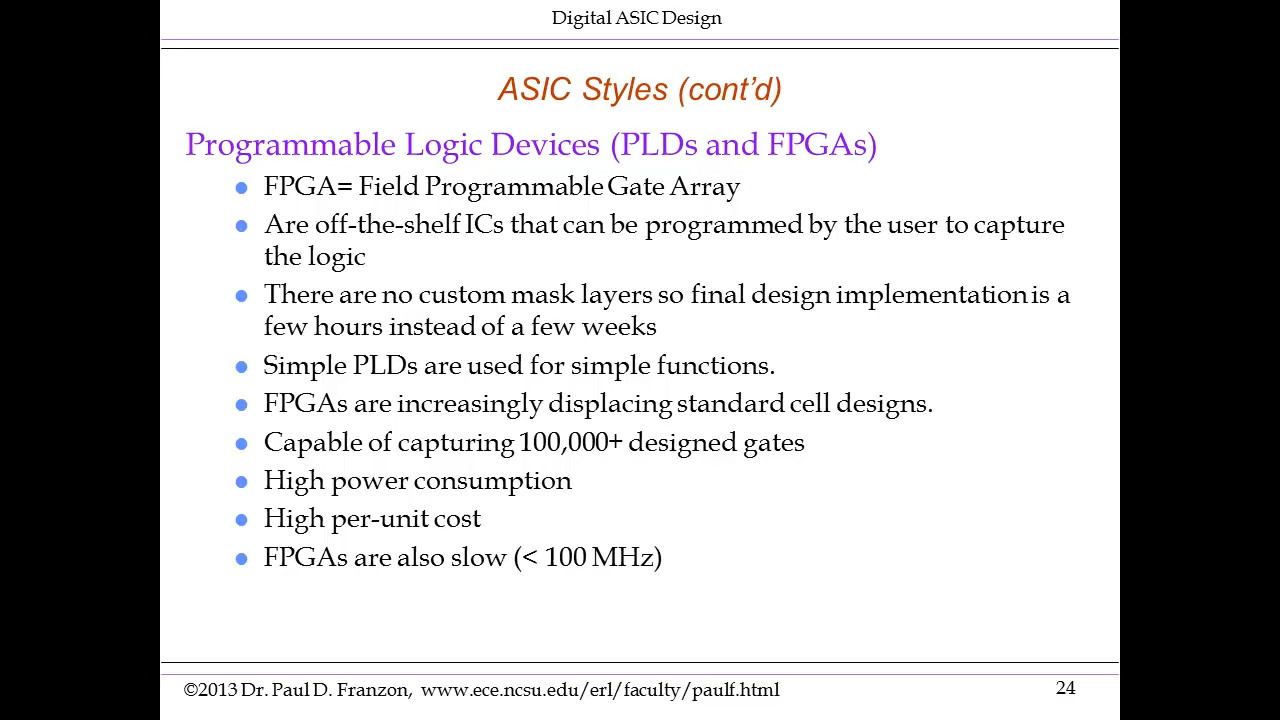 Digital ASIC Design
ASIC Styles (cont’d)
Programmable Logic Devices (PLDs and FPGAs)
FPGA= Field Programmable Gate Array
Are off-the-shelf ICs that can be programmed by the user to capture
the logic
There are no custom mask layers so final design implementation is a
few hours instead of a few weeks
Simple PLDs are used for simple functions.
FPGAs are increasingly displacing standard cell designs.
Capable of capturing 100,000+ designed gates
High power consumption
High per-unit cost
FPGAs are also slow (< 100 MHz)
©2013 Dr. Paul D. Franzon, www.ece.ncsu.edu/erl/faculty/paulf.html
24